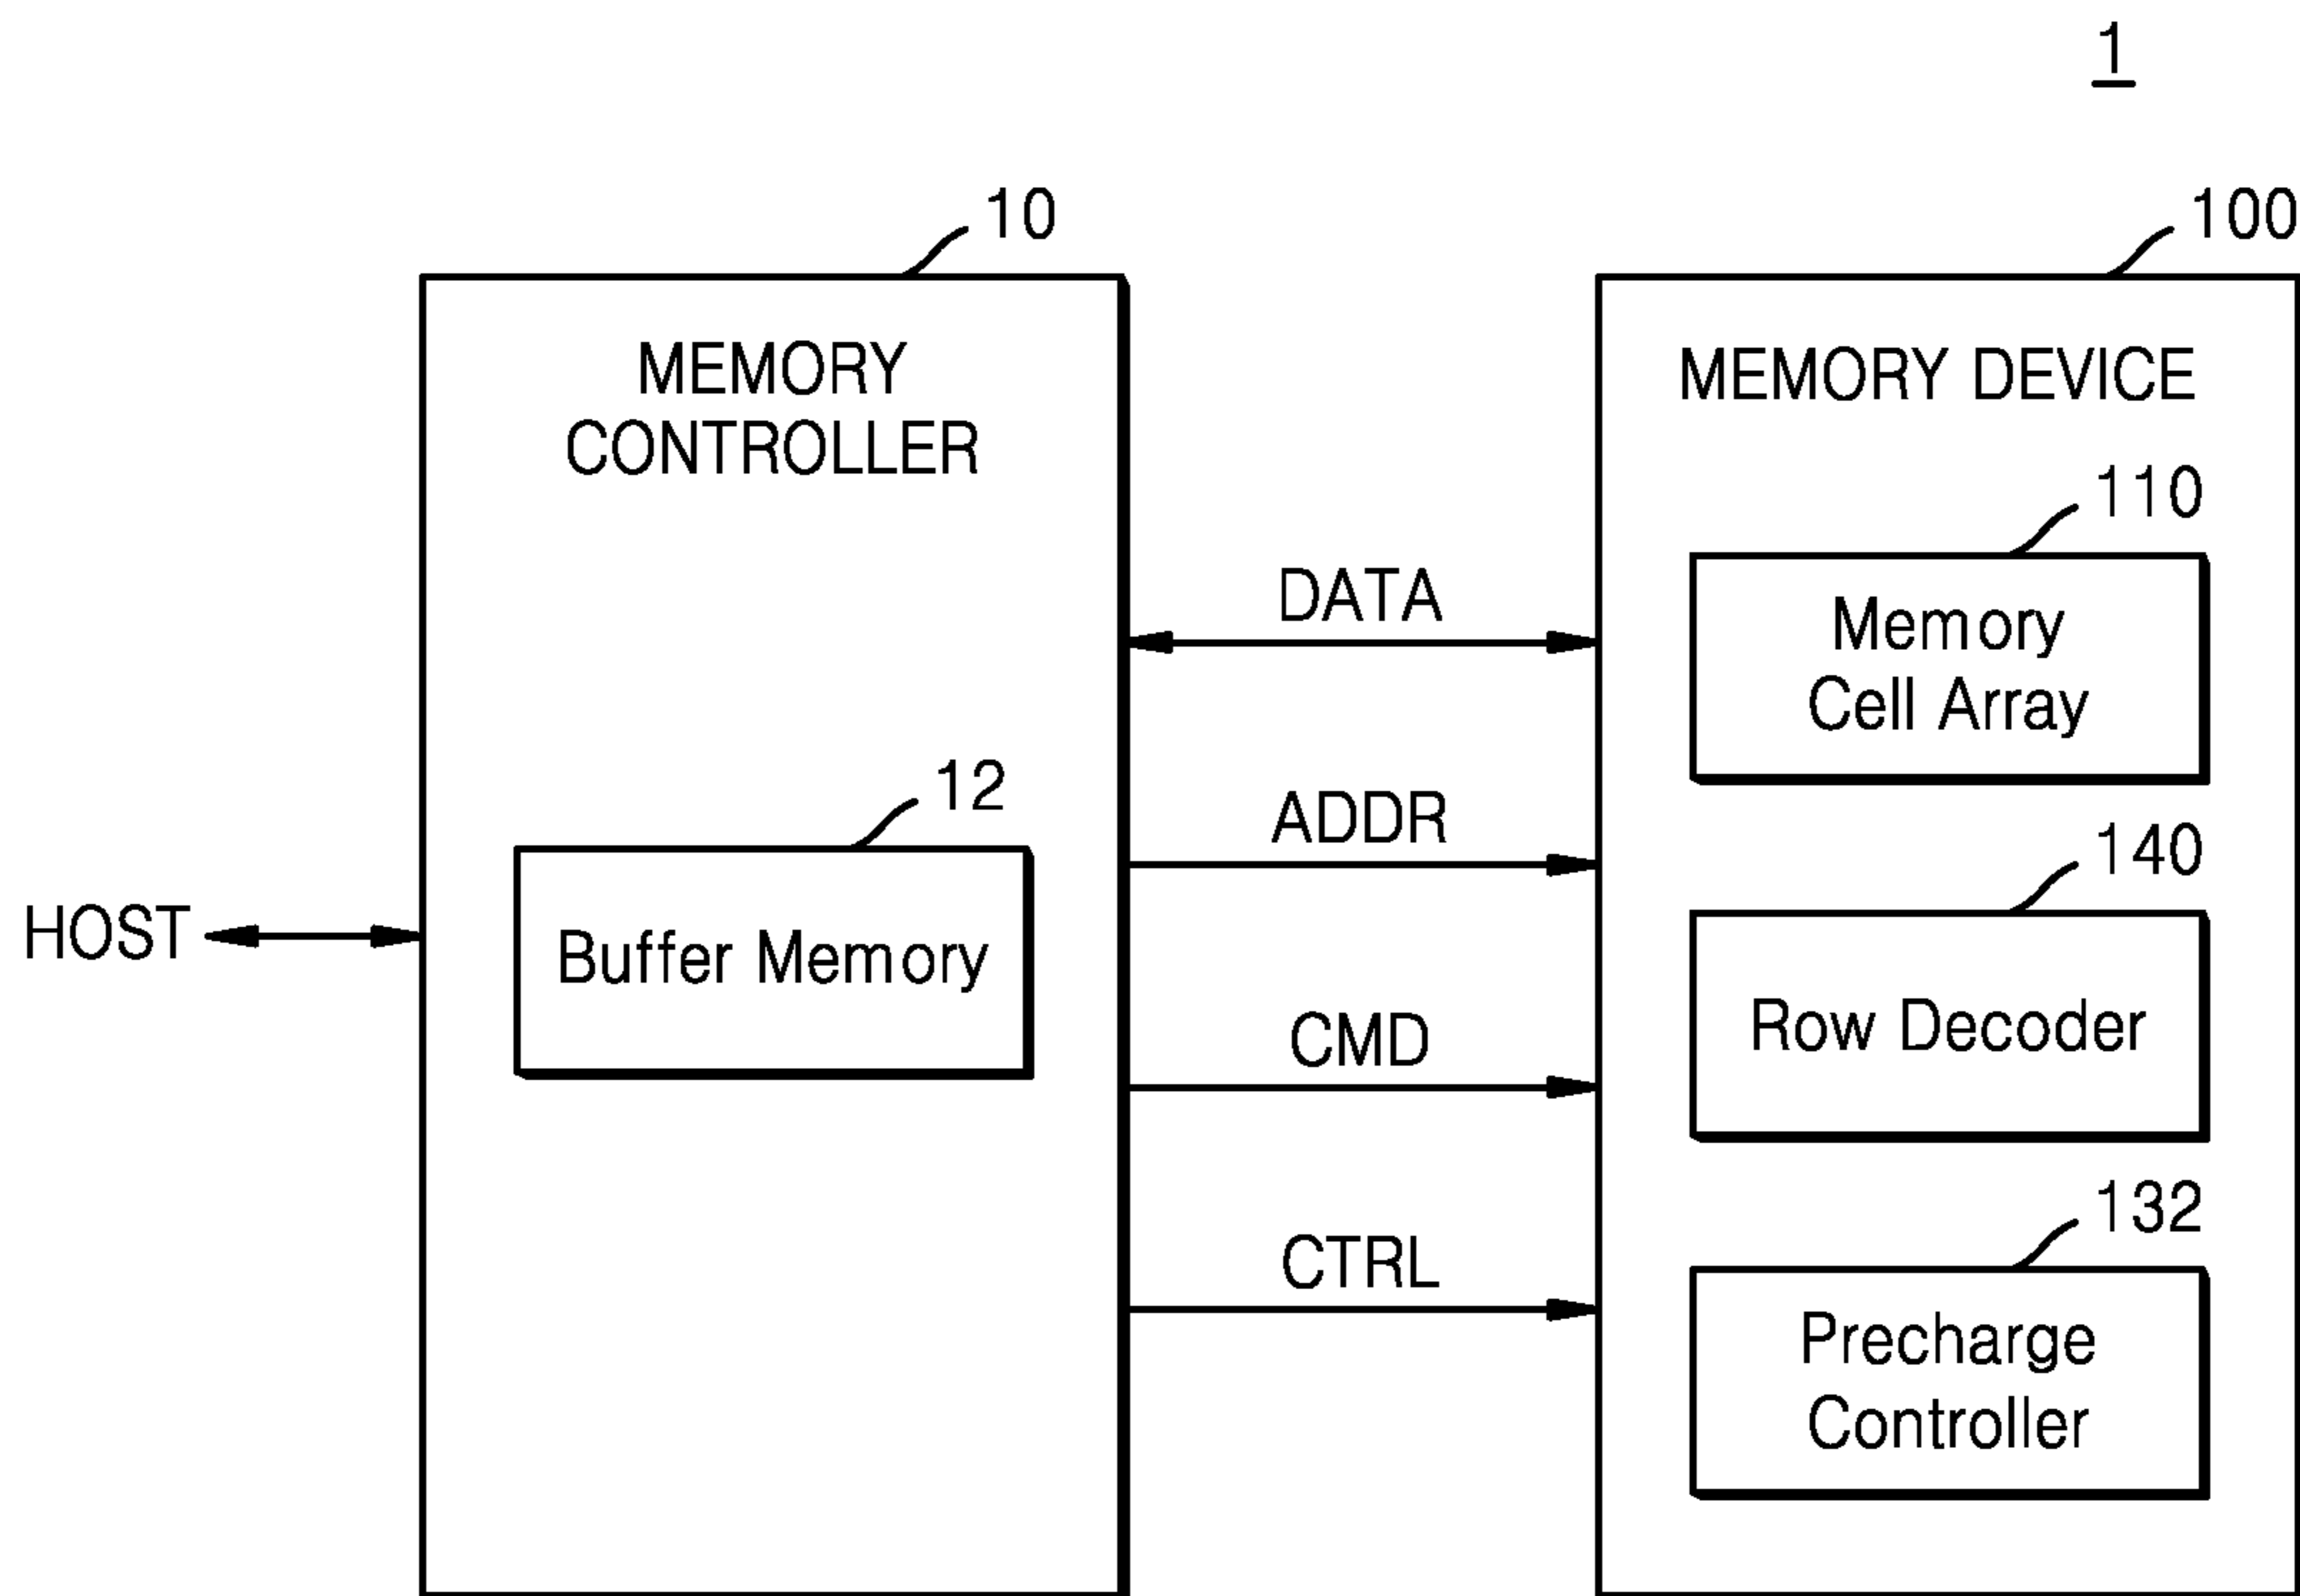 1
10
100
MEMORY
CONTROLLER
MEMORY DEVICE
110
DATA
Memory
Cell Array
12
ADDR
140
HOST
Buffer Memory
CMD
Row Decoder
132
CTRL
Precharge
Controller